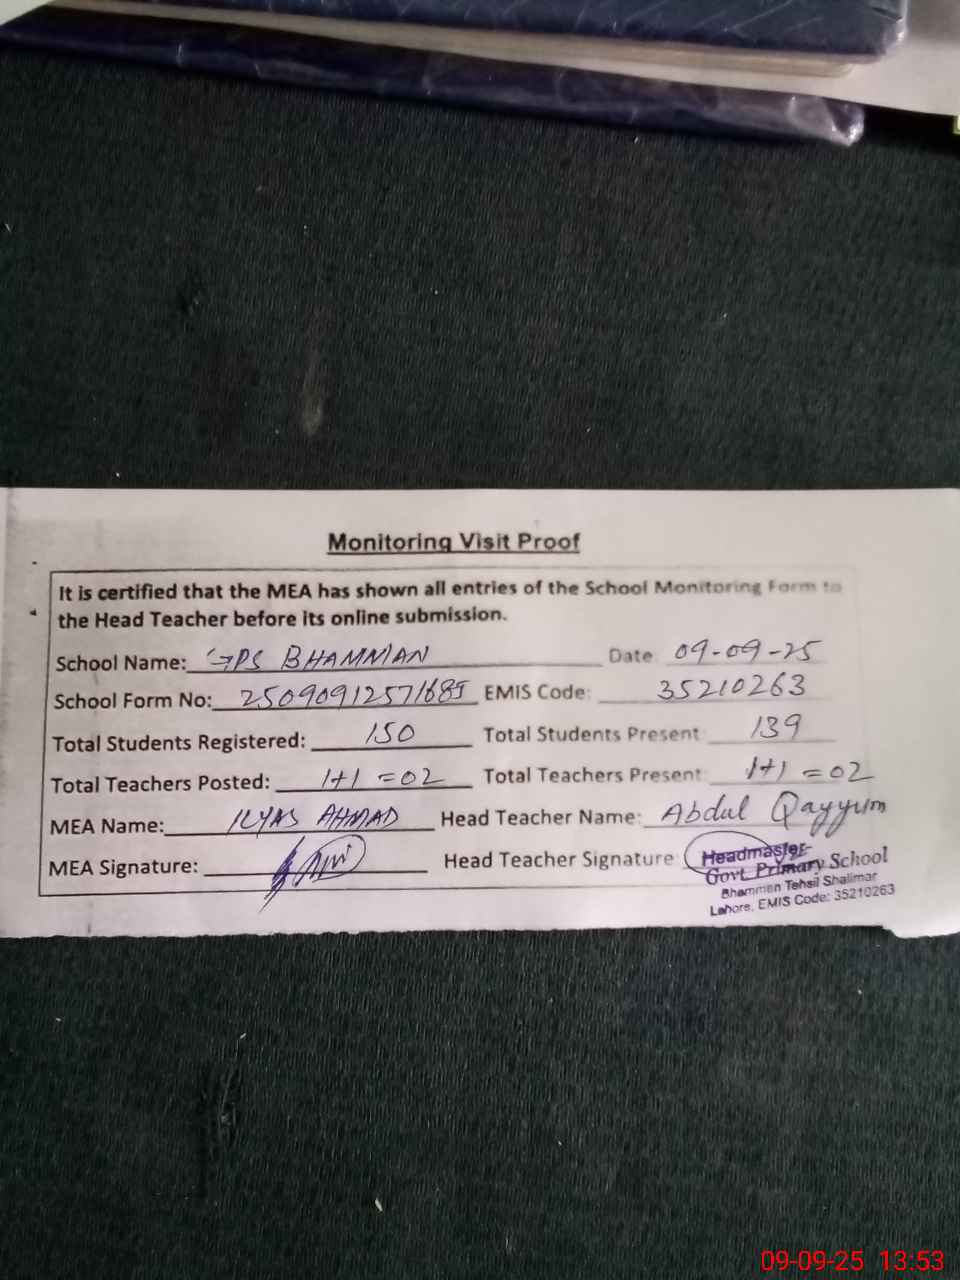 Monitoring Visit Proof
It is certified that the MEA has shown all entries of the School Monitoring Form to
the Head Teacher before its online submission.
School Name: GPS BHAMMAN Date 09-09-25
School Form No: EMIS Code: 35210263
Total Students Registered: 150 Total Students Present 139
Total Teachers Posted: 1+1 =02 Total Teachers Present: 1+1 =02
MEA Name: ILYAS AHMAD Head Teacher Name: Abdul Qayyum
MEA Signature: Head Teacher Signature
Headmaster
Govt. Primary School
Bhamman Tehsil Shalimar
Lahore, EMIS Code: 35210263
09-09-25 13:53